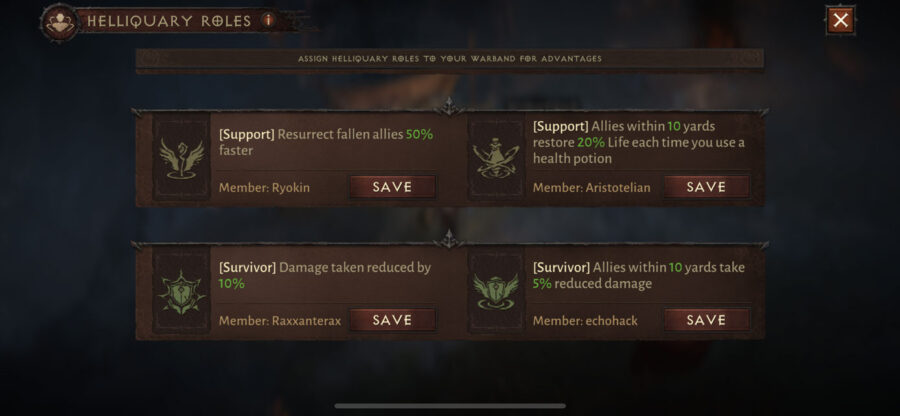 HELLIQUARY ROLES
ASSIGN HELLIQUARY ROLES TO YOUR WARBAND FOR ADVANTAGES
[Support] Resurrect fallen allies 50%
faster
Member: Ryokin
SAVE
[Support] Allies within 10 yards
restore 20% Life each time you use a
health potion
Member: Aristotelian
SAVE
[Survivor] Damage taken reduced by
10%
Member: Raxxanterax
SAVE
[Survivor] Allies within 10 yards take
5% reduced damage
Member: echohack
SAVE